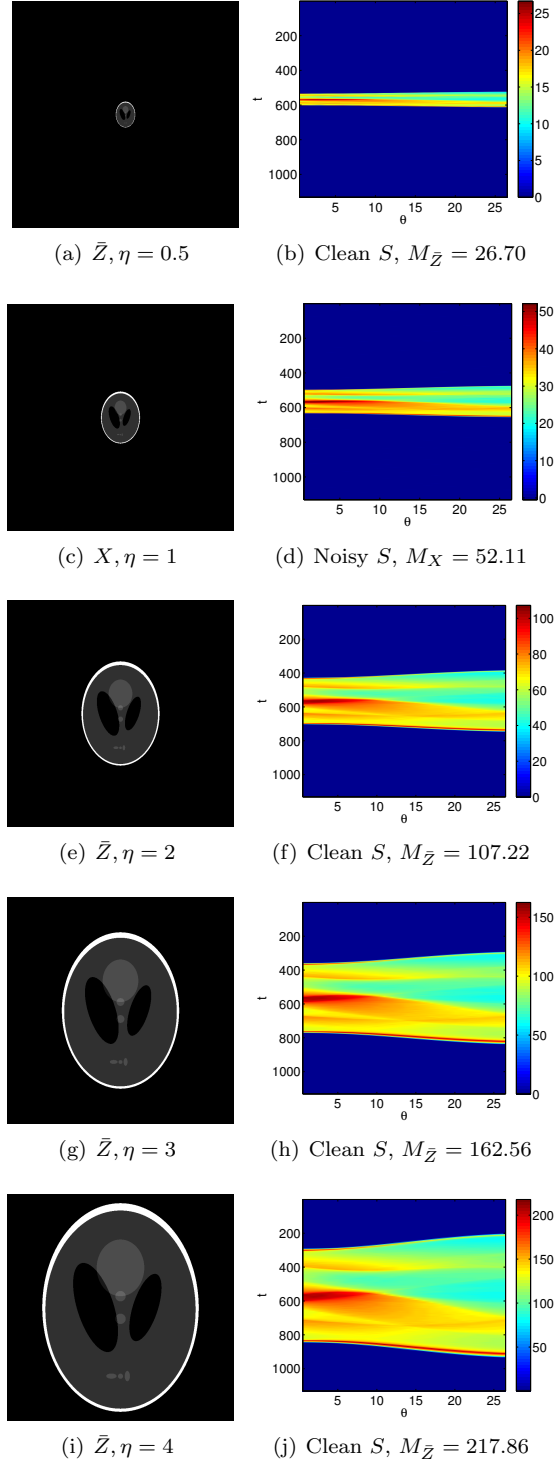 0
200
400
600
800
1000
t
5 10 15 20 25
θ
25
20
15
10
5
0
(a) Z̄, η = 0.5
(b) Clean S, M_Z̄ = 26.70
200
400
600
800
1000
t
5 10 15 20 25
θ
50
40
30
20
10
0
(c) X, η = 1
(d) Noisy S, M_X = 52.11
200
400
600
800
1000
t
5 10 15 20 25
θ
100
80
60
40
20
0
(e) Z̄, η = 2
(f) Clean S, M_Z̄ = 107.22
200
400
600
800
1000
t
5 10 15 20 25
θ
150
100
50
0
(g) Z̄, η = 3
(h) Clean S, M_Z̄ = 162.56
200
400
600
800
1000
t
5 10 15 20 25
θ
200
150
100
50
0
(i) Z̄, η = 4
(j) Clean S, M_Z̄ = 217.86